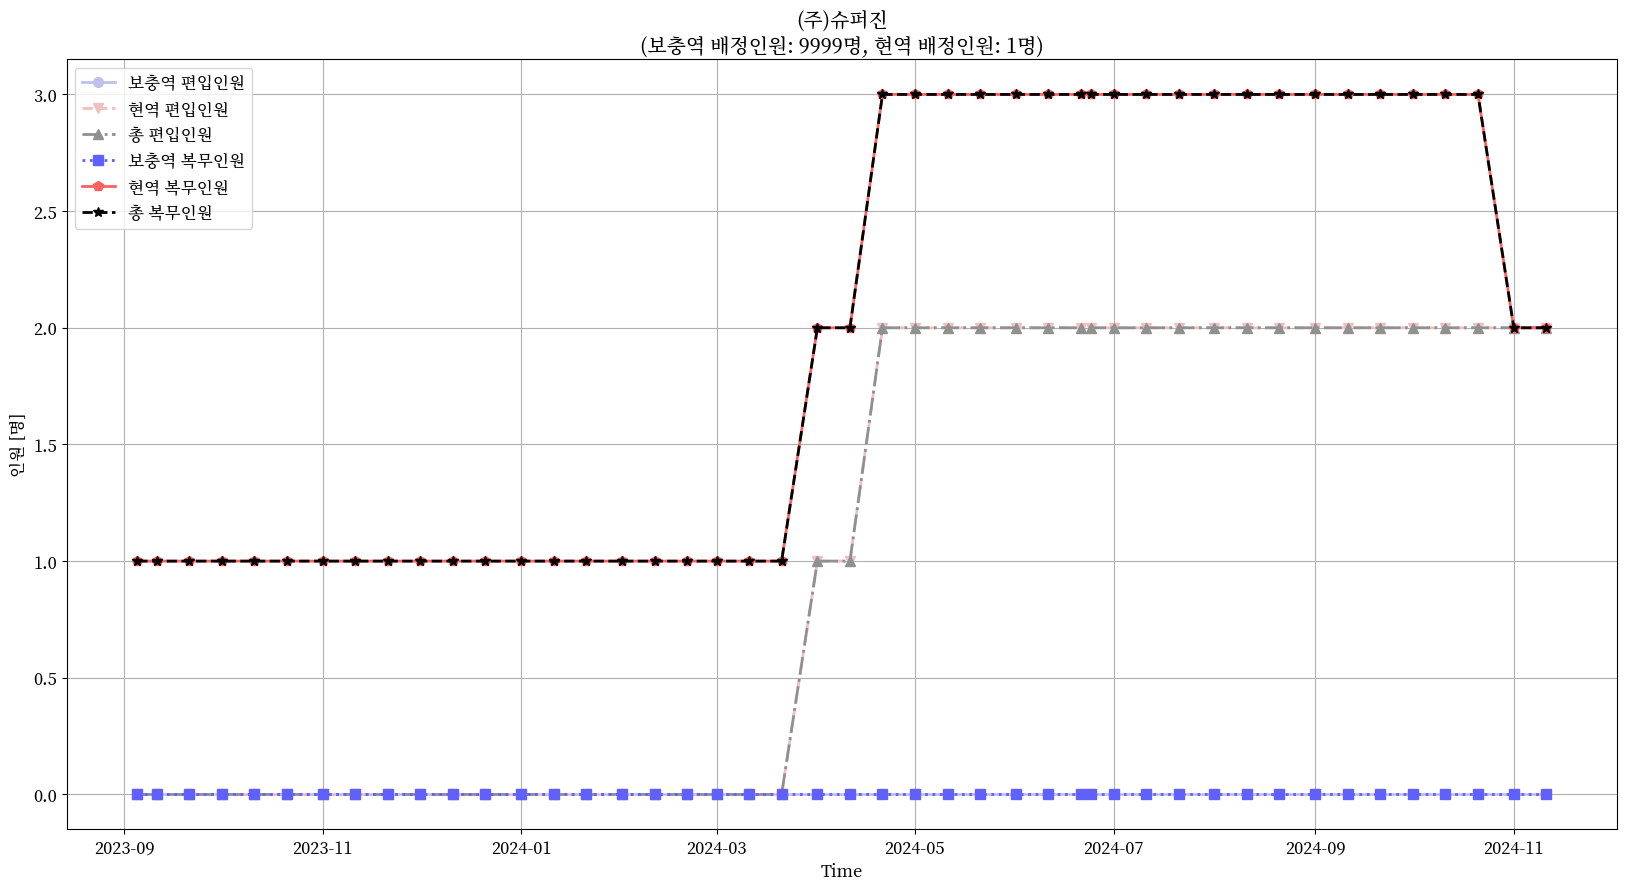 (주)슈퍼진
(보충역 배정인원: 9999명, 현역 배정인원: 1명)
보충역 편입인원
현역 편입인원
총 편입인원
보충역 복무인원
현역 복무인원
총 복무인원
3.0
2.5
2.0
1.5
1.0
0.5
0.0
인원 [명]
2023-09
2023-11
2024-01
2024-03
2024-05
2024-07
2024-09
2024-11
Time